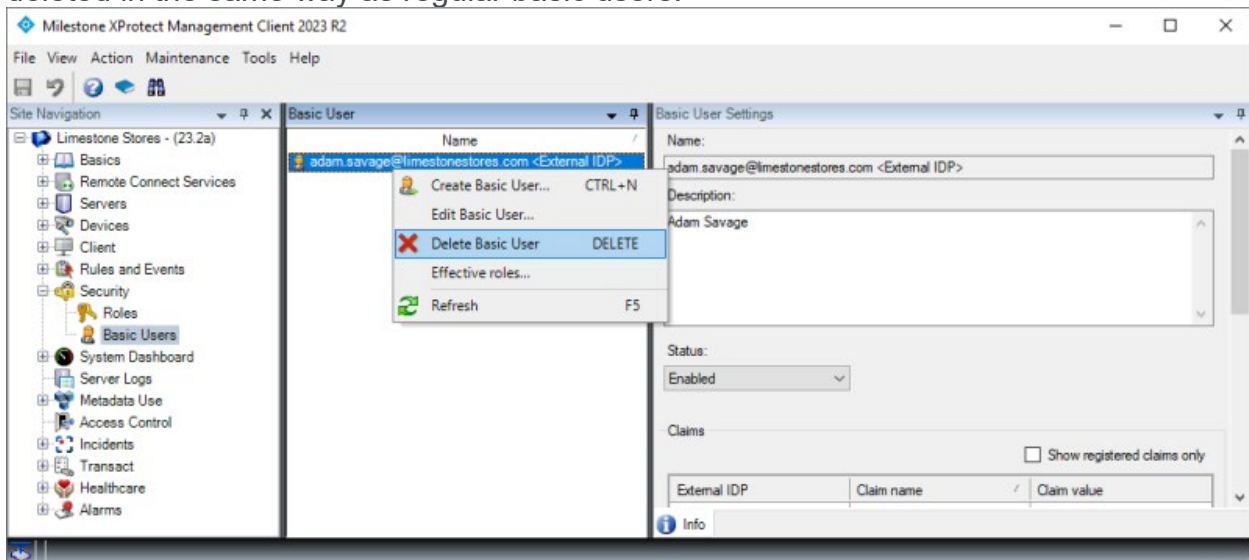 deleted in the same way as regular basic users.
Milestone XProtect Management Client 2023 R2
File View Action Maintenance Tools Help
Site Navigation
Limestone Stores - (23.2a)
Basics
Remote Connect Services
Servers
Devices
Client
Rules and Events
Security
Roles
Basic Users
System Dashboard
Server Logs
Metadata Use
Access Control
Incidents
Transact
Healthcare
Alarms
Basic User
Name
adam.savage@limestonestores.com <External IDP>
Create Basic User... CTRL+N
Edit Basic User...
Delete Basic User DELETE
Effective roles...
Refresh F5
Basic User Settings
Name:
adam.savage@limestonestores.com <External IDP>
Description:
Adam Savage
Status:
Enabled
Claims
Show registered claims only
External IDP Claim name Claim value
Info